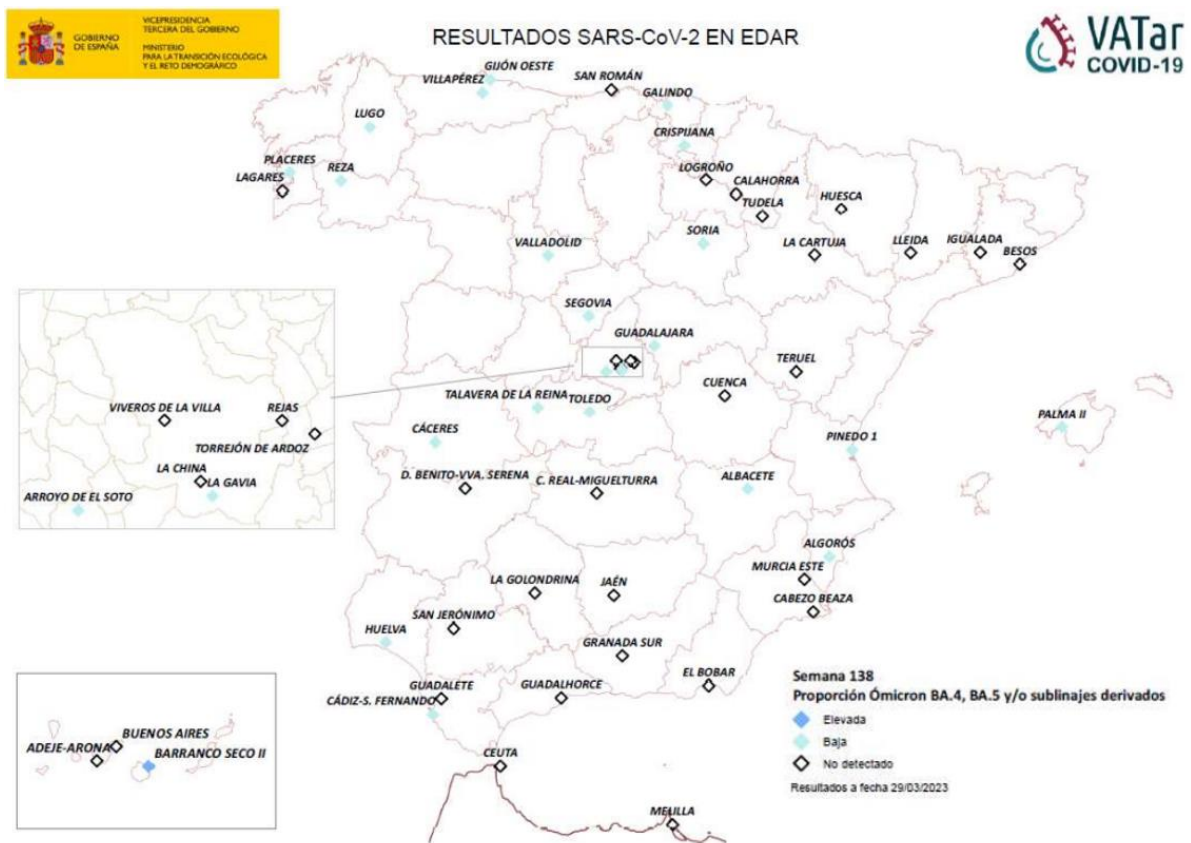 GOBIERNO
DE ESPAÑA
VICEPRESIDENCIA
TERCERA DEL GOBIERNO
MINISTERIO
PARA LA TRANSICIÓN ECOLÓGICA
Y EL RETO DEMOGRÁFICO
RESULTADOS SARS-CoV-2 EN EDAR
VATar
COVID-19
GIJÓN OESTE
VILLAPÉREZ
SAN ROMÁN
GALINDO
LUGO
CRISPIJANA
PLACERES
REZA
LAGARES
LOGROÑO
CALAHORRA
TUDELA
HUESCA
VALLADOLID
SORIA
LA CARTUJA
LLEIDA
IGUALADA
BESOS
SEGOVIA
GUADALAJARA
TERUEL
CUENCA
TALAVERA DE LA REINA
TOLEDO
VIVEROS DE LA VILLA
REJAS
TORREJÓN DE ARDOZ
LA CHINA
LA GAVIA
ARROYO DE EL SOTO
CÁCERES
PALMA II
PINEDO 1
D. BENITO-VVA. SERENA
C. REAL-MIGUELTURRA
ALBACETE
ALGORÓS
MURCIA ESTE
CABEZO BEAZA
LA GOLONDRINA
JAÉN
SAN JERÓNIMO
HUELVA
GRANADA SUR
EL BOBAR
GUADALETE
GUADALHORCE
CÁDIZ-S. FERNANDO
BUENOS AIRES
ADEJE-ARONA
BARRANCO SECO II
CEUTA
MELILLA
Semana 138
Proporción Ómicron BA.4, BA.5 y/o sublinajes derivados
Elevada
Baja
No detectado
Resultados a fecha 29/03/2023